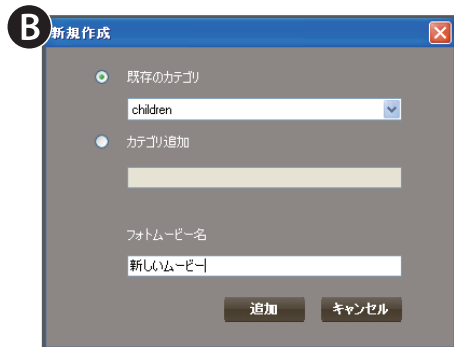 B
新規作成
既存のカテゴリ
children
カテゴリ追加
フォトムービー名
新しいムービー
追加 キャンセル